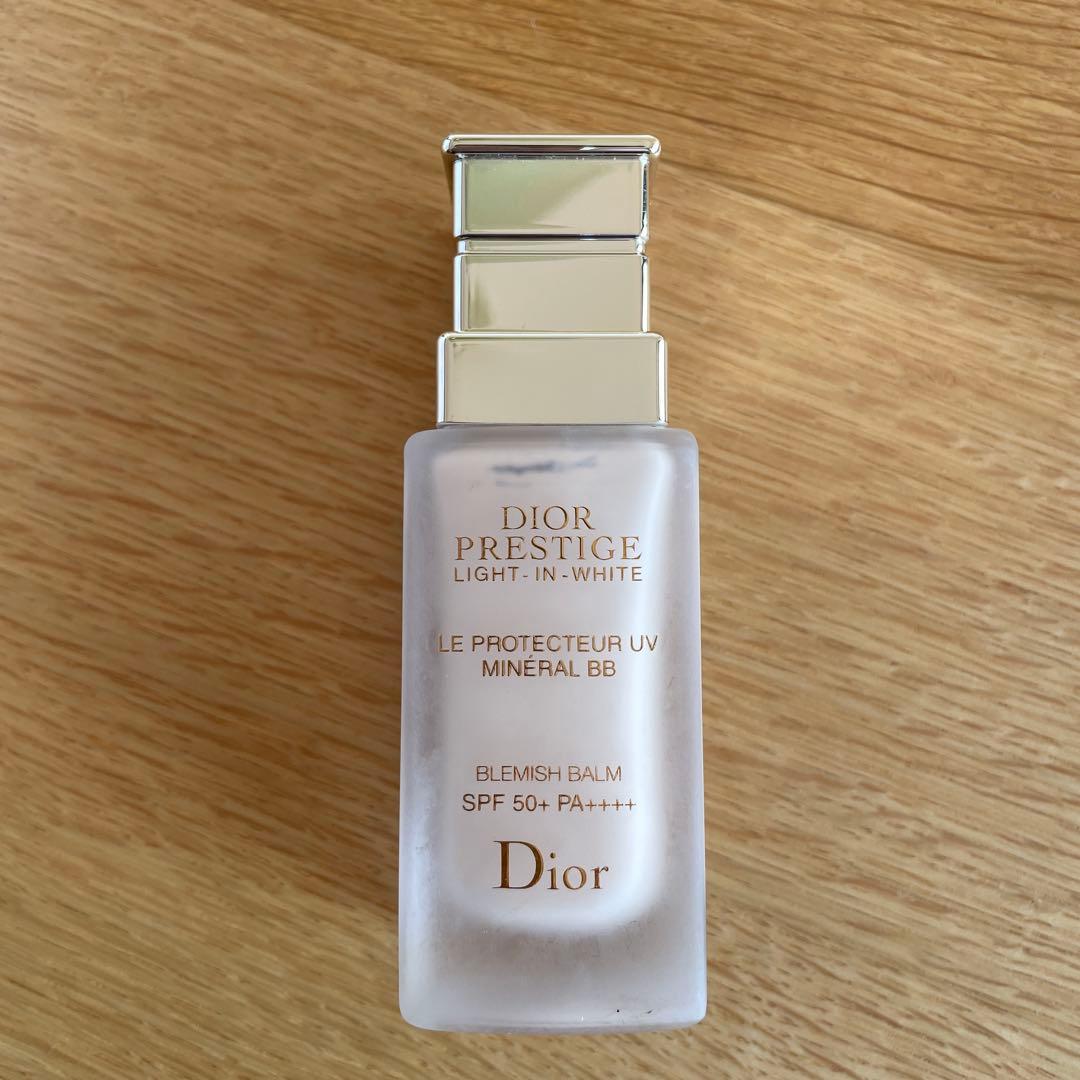 DIOR
PRESTIGE
LIGHT-IN-WHITE
LE PROTECTEUR UV
MINÉRAL BB
BLEMISH BALM
SPF 50+ PA++++
Dior